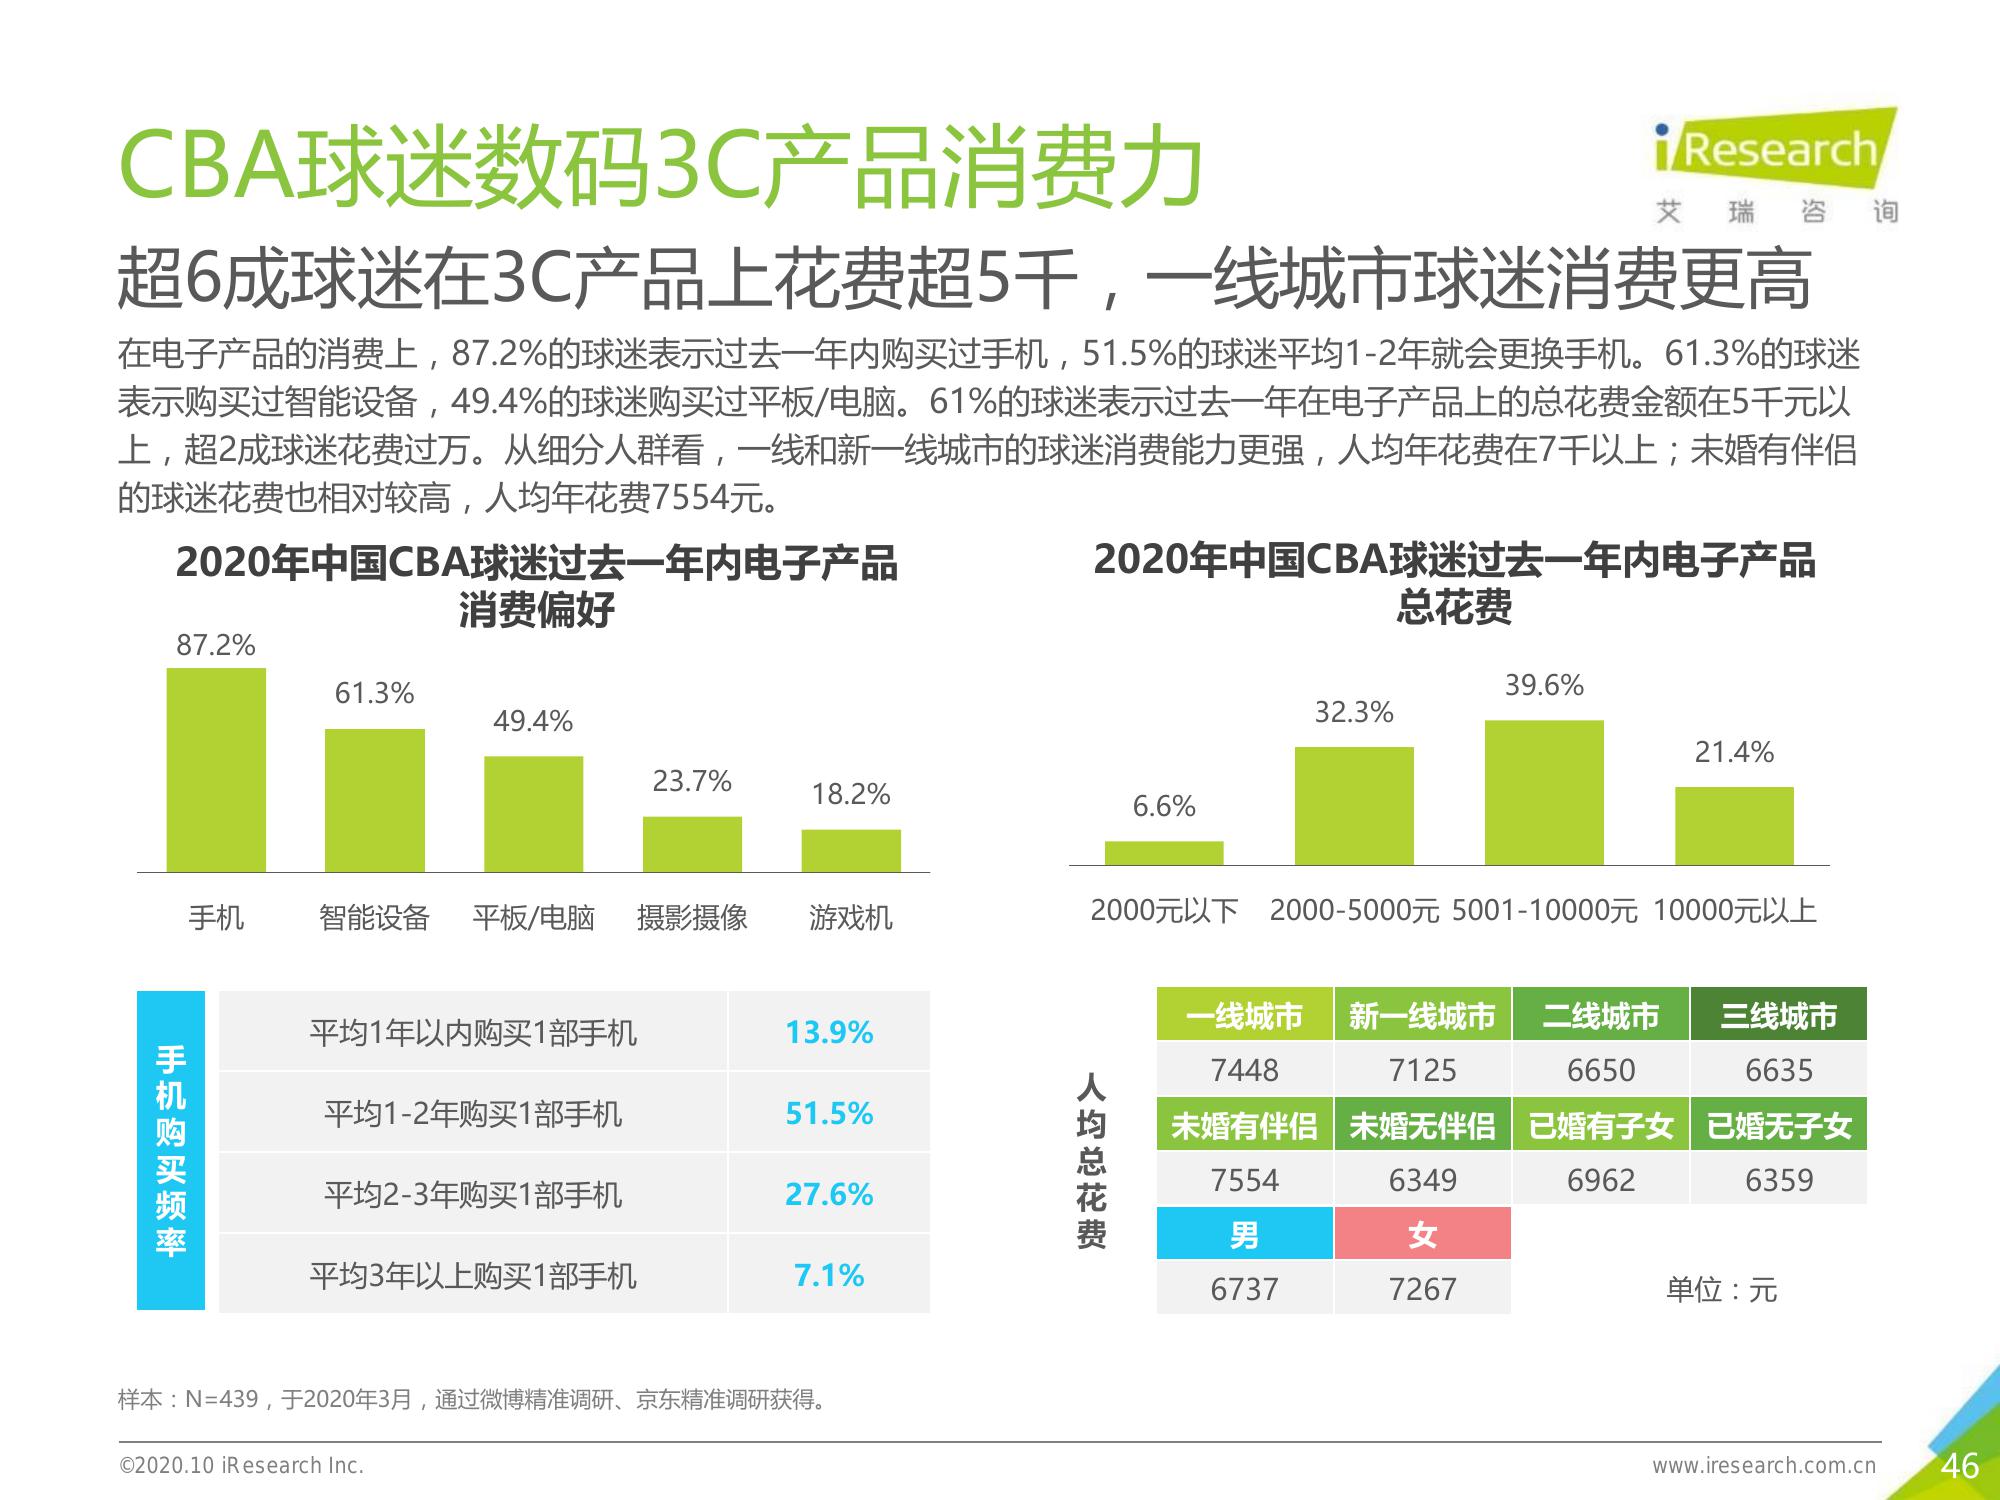 CBA球迷数码3C产品消费力
iResearch
艾瑞咨询
超6成球迷在3C产品上花费超5千，一线城市球迷消费更高
在电子产品的消费上，87.2%的球迷表示过去一年内购买过手机，51.5%的球迷平均1-2年就会更换手机。61.3%的球迷
表示购买过智能设备，49.4%的球迷购买过平板/电脑。61%的球迷表示过去一年在电子产品上的总花费金额在5千元以
上，超2成球迷花费过万。从细分人群看，一线和新一线城市的球迷消费能力更强，人均年花费在7千以上；未婚有伴侣
的球迷花费也相对较高，人均年花费7554元。
2020年中国CBA球迷过去一年内电子产品
消费偏好
87.2%
61.3%
49.4%
23.7%
18.2%
手机 智能设备 平板/电脑 摄影摄像 游戏机
2020年中国CBA球迷过去一年内电子产品
总花费
6.6%
32.3%
39.6%
21.4%
2000元以下 2000-5000元 5001-10000元 10000元以上
手机购买频率
平均1年以内购买1部手机 13.9%
平均1-2年购买1部手机 51.5%
平均2-3年购买1部手机 27.6%
平均3年以上购买1部手机 7.1%
人均总花费
一线城市 新一线城市 二线城市 三线城市
7448 7125 6650 6635
未婚有伴侣 未婚无伴侣 已婚有子女 已婚无子女
7554 6349 6962 6359
男 女
6737 7267
单位：元
样本：N=439，于2020年3月，通过微博精准调研、京东精准调研获得。
©2020.10 iResearch Inc.
www.iresearch.com.cn
46